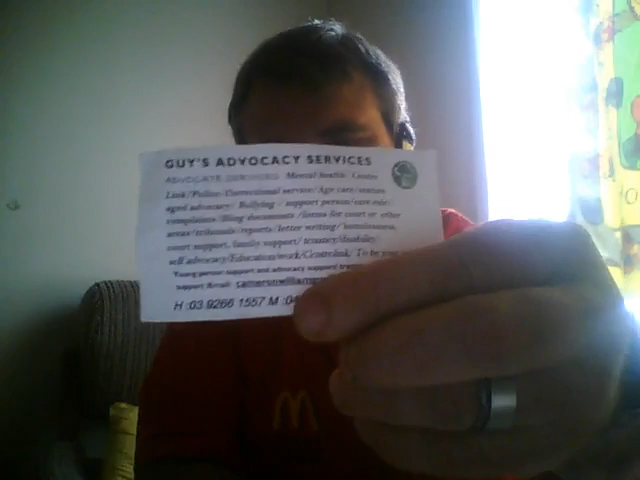 GUY'S ADVOCACY SERVICES
ADVOCATE SERVICES Mental health/ Centre
Link/Police/Correctional service/Age care/
aged advocacy/ Bullying / support person/care
complaints/ filing documents /forms for court or other
areas/tribunals/reports/letter writing/homelessness,
court support, family support/ tenancy/disability/
self advocacy/Education/work/Centrelink/ To be your
Young person support and advocacy support
support Email: cameronwilliams
H :03 9266 1557 M :04
M